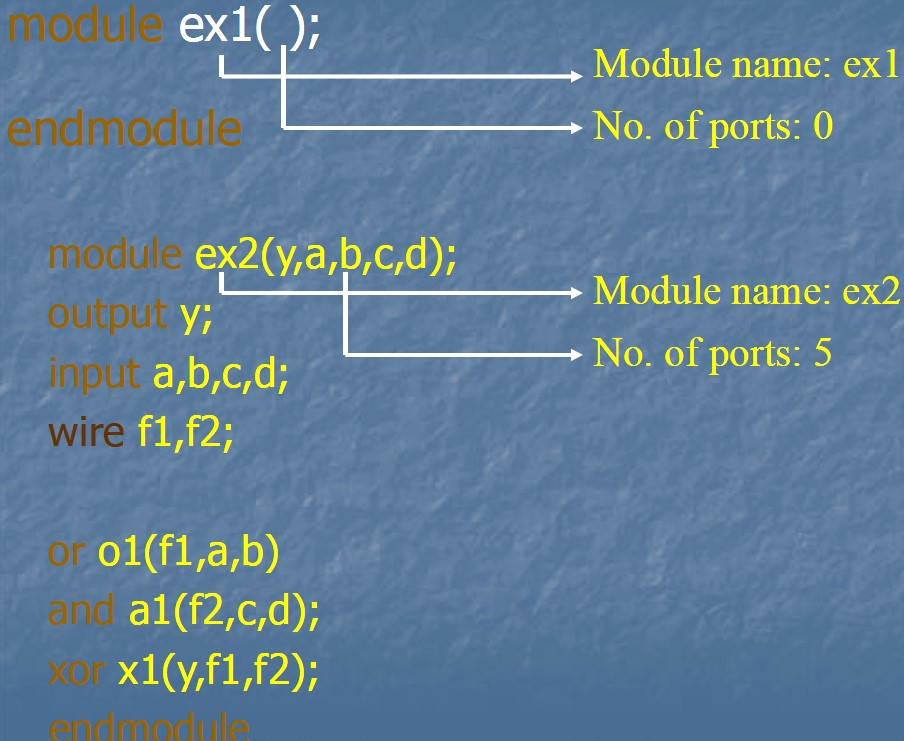 module ex1( );
Module name: ex1
No. of ports: 0
endmodule
module ex2(y,a,b,c,d);
Module name: ex2
output y;
No. of ports: 5
input a,b,c,d;
wire f1,f2;
or o1(f1,a,b)
and a1(f2,c,d);
xor x1(y,f1,f2);
endmodule